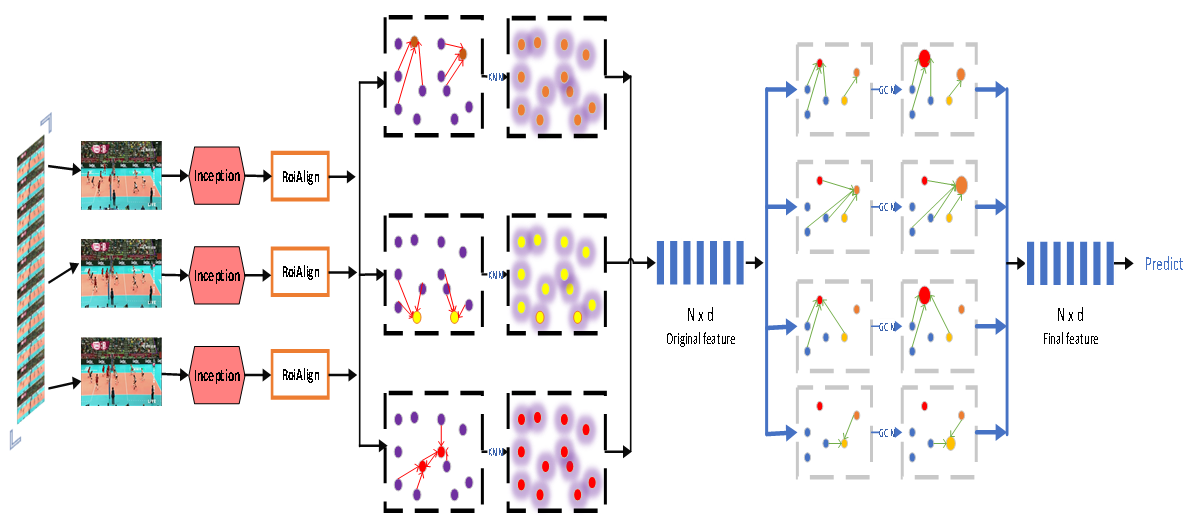 Inception
RoiAlign
Inception
RoiAlign
Inception
RoiAlign
KNN
KNN
KNN
N x d
Original feature
GCN
GCN
GCN
GCN
N x d
Final feature
Predict